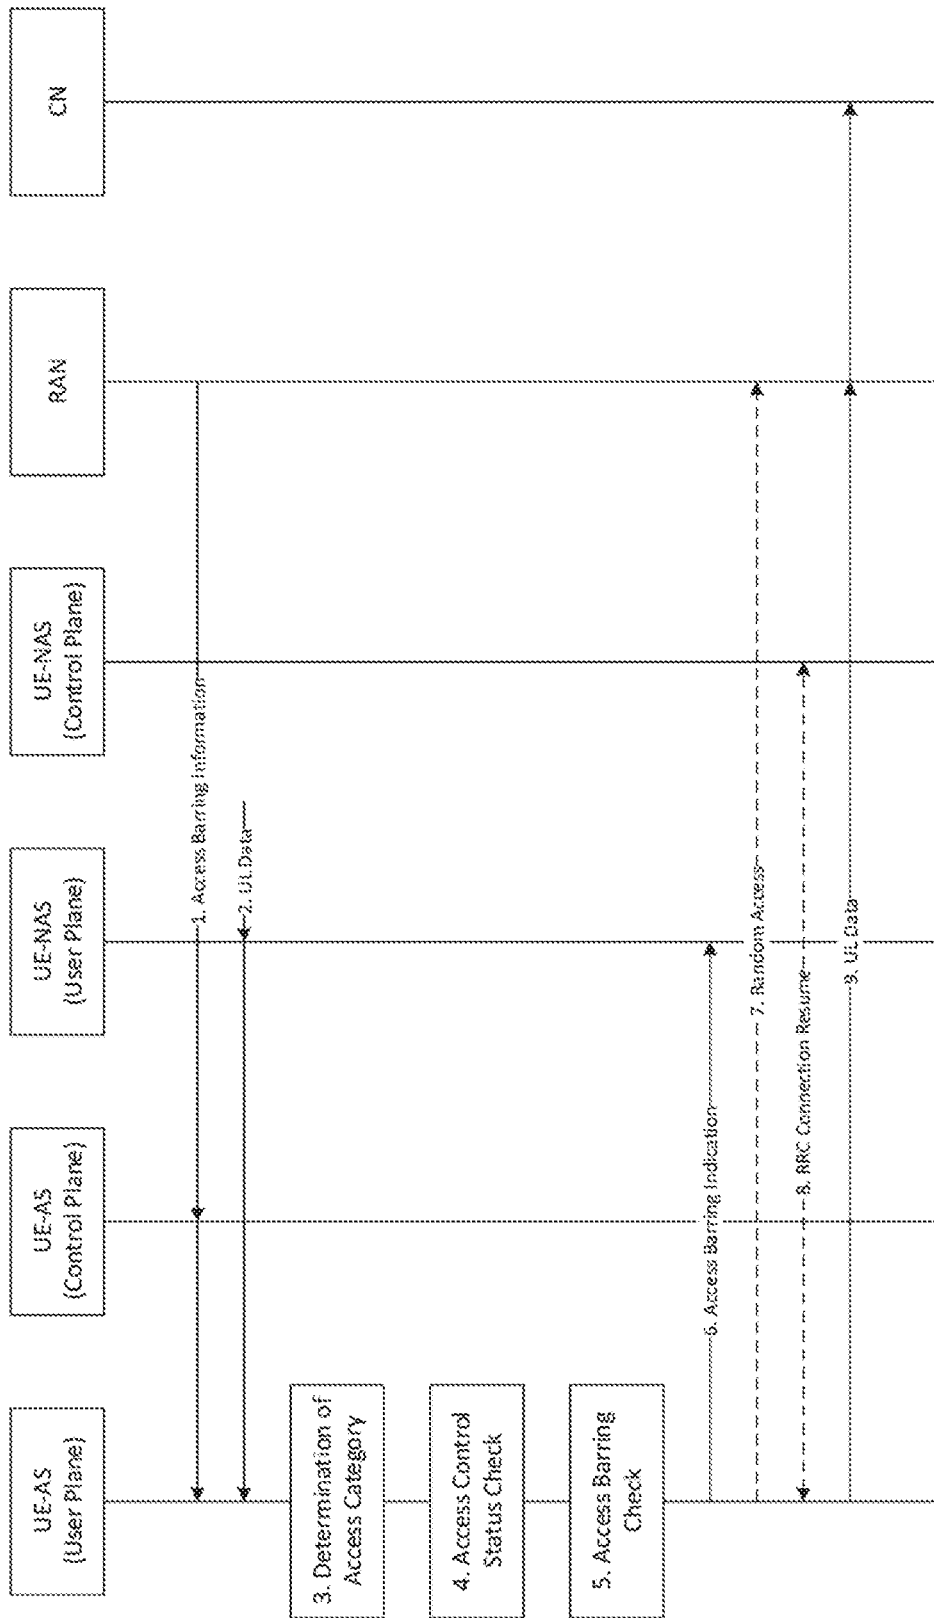 UE-AS
(User Plane)
UE-AS
(Control Plane)
UE-NAS
(User Plane)
UE-NAS
(Control Plane)
RAN
CN
1. Access Barring Information
2. UL Data
3. Determination of
Access Category
4. Access Control
Status Check
5. Access Barring
Check
6. Access Barring Indication
7. Random Access
8. RRC Connection Resume
9. UL Data